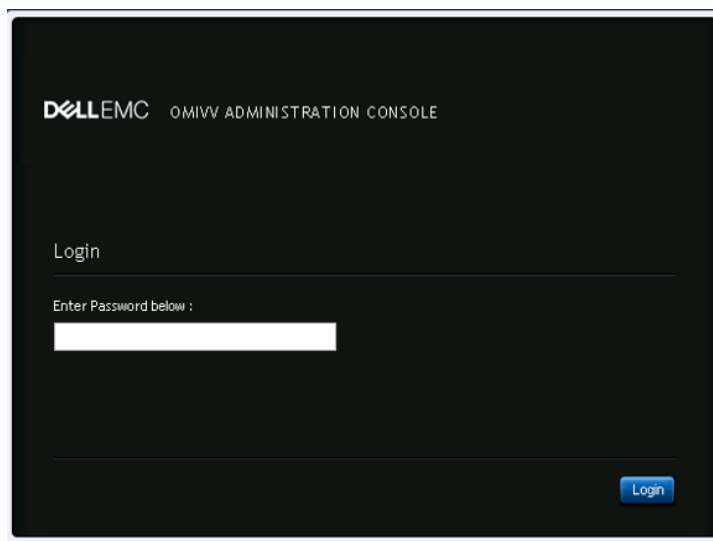 DELLEMC OMIVV ADMINISTRATION CONSOLE
Login
Enter Password below :
Login